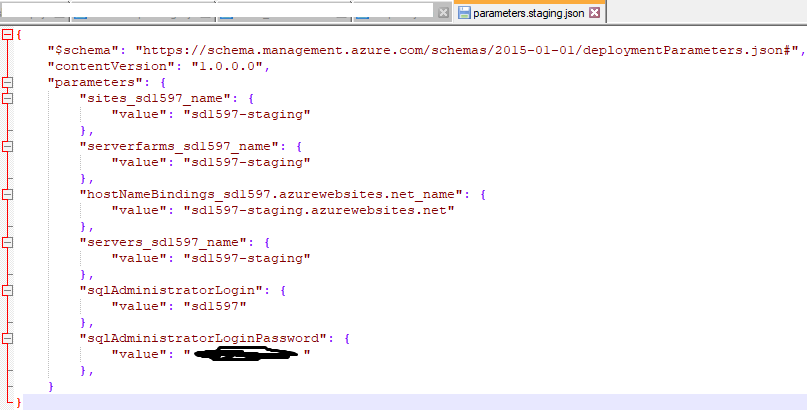 parameters.staging.json
{
"$schema": "https://schema.management.azure.com/schemas/2015-01-01/deploymentParameters.json#",
"contentVersion": "1.0.0.0",
"parameters": {
"sites_sd1597_name": {
"value": "sd1597-staging"
},
"serverfarms_sd1597_name": {
"value": "sd1597-staging"
},
"hostNameBindings_sd1597.azurewebsites.net_name": {
"value": "sd1597-staging.azurewebsites.net"
},
"servers_sd1597_name": {
"value": "sd1597-staging"
},
"sqlAdministratorLogin": {
"value": "sd1597"
},
"sqlAdministratorLoginPassword": {
"value": " "
},
}
}